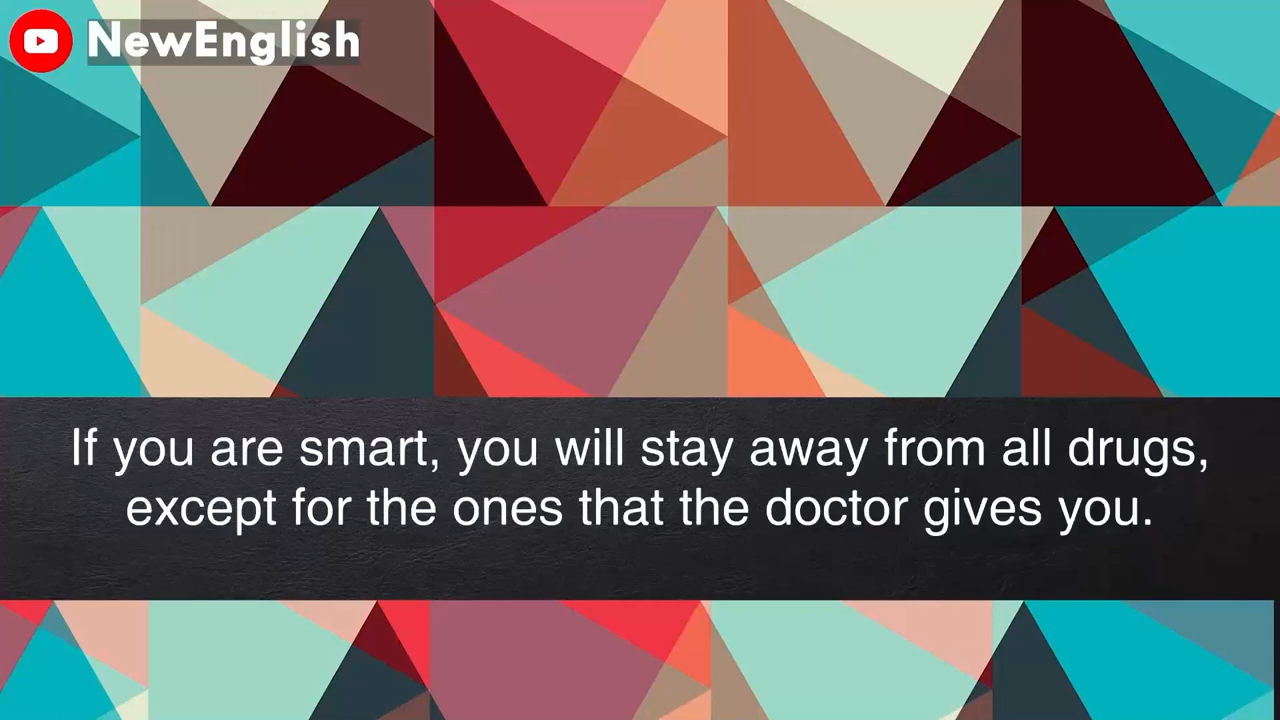 NewEnglish
If you are smart, you will stay away from all drugs,
except for the ones that the doctor gives you.